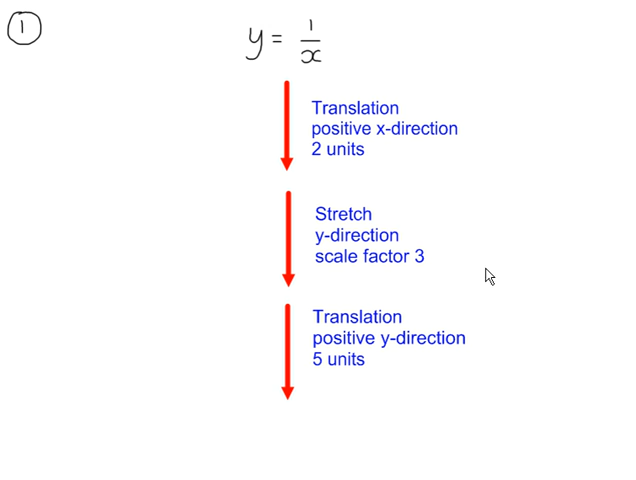 1
y = 1/x
Translation
positive x-direction
2 units
Stretch
y-direction
scale factor 3
Translation
positive y-direction
5 units